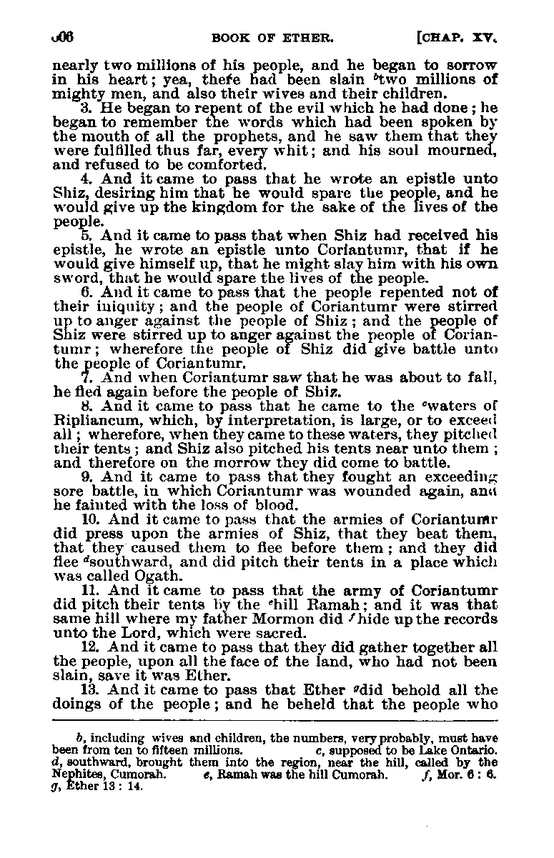 606 BOOK OF ETHER. [CHAP. XV.
nearly two millions of his people, and he began to sorrow
in his heart; yea, there had been slain ᵇtwo millions of
mighty men, and also their wives and their children.
3. He began to repent of the evil which he had done; he
began to remember the words which had been spoken by
the mouth of all the prophets, and he saw them that they
were fulfilled thus far, every whit; and his soul mourned,
and refused to be comforted.
4. And it came to pass that he wrote an epistle unto
Shiz, desiring him that he would spare the people, and he
would give up the kingdom for the sake of the lives of the
people.
5. And it came to pass that when Shiz had received his
epistle, he wrote an epistle unto Coriantumr, that if he
would give himself up, that he might slay him with his own
sword, that he would spare the lives of the people.
6. And it came to pass that the people repented not of
their iniquity; and the people of Coriantumr were stirred
up to anger against the people of Shiz; and the people of
Shiz were stirred up to anger against the people of Corian-
tumr; wherefore the people of Shiz did give battle unto
the people of Coriantumr.
7. And when Coriantumr saw that he was about to fall,
he fled again before the people of Shiz.
8. And it came to pass that he came to the ᶜwaters of
Ripliancum, which, by interpretation, is large, or to exceed
all; wherefore, when they came to these waters, they pitched
their tents; and Shiz also pitched his tents near unto them;
and therefore on the morrow they did come to battle.
9. And it came to pass that they fought an exceeding
sore battle, in which Coriantumr was wounded again, and
he fainted with the loss of blood.
10. And it came to pass that the armies of Coriantumr
did press upon the armies of Shiz, that they beat them,
that they caused them to flee before them; and they did
flee ᵈsouthward, and did pitch their tents in a place which
was called Ogath.
11. And it came to pass that the army of Coriantumr
did pitch their tents by the ᵉhill Ramah; and it was that
same hill where my father Mormon did ᶠhide up the records
unto the Lord, which were sacred.
12. And it came to pass that they did gather together all
the people, upon all the face of the land, who had not been
slain, save it was Ether.
13. And it came to pass that Ether ᵍdid behold all the
doings of the people; and he beheld that the people who
b, including wives and children, the numbers, very probably, must have
been from ten to fifteen millions. c, supposed to be Lake Ontario.
d, southward, brought them into the region, near the hill, called by the
Nephites, Cumorah. e, Ramah was the hill Cumorah. f, Mor. 6: 6.
g, Ether 13: 14.